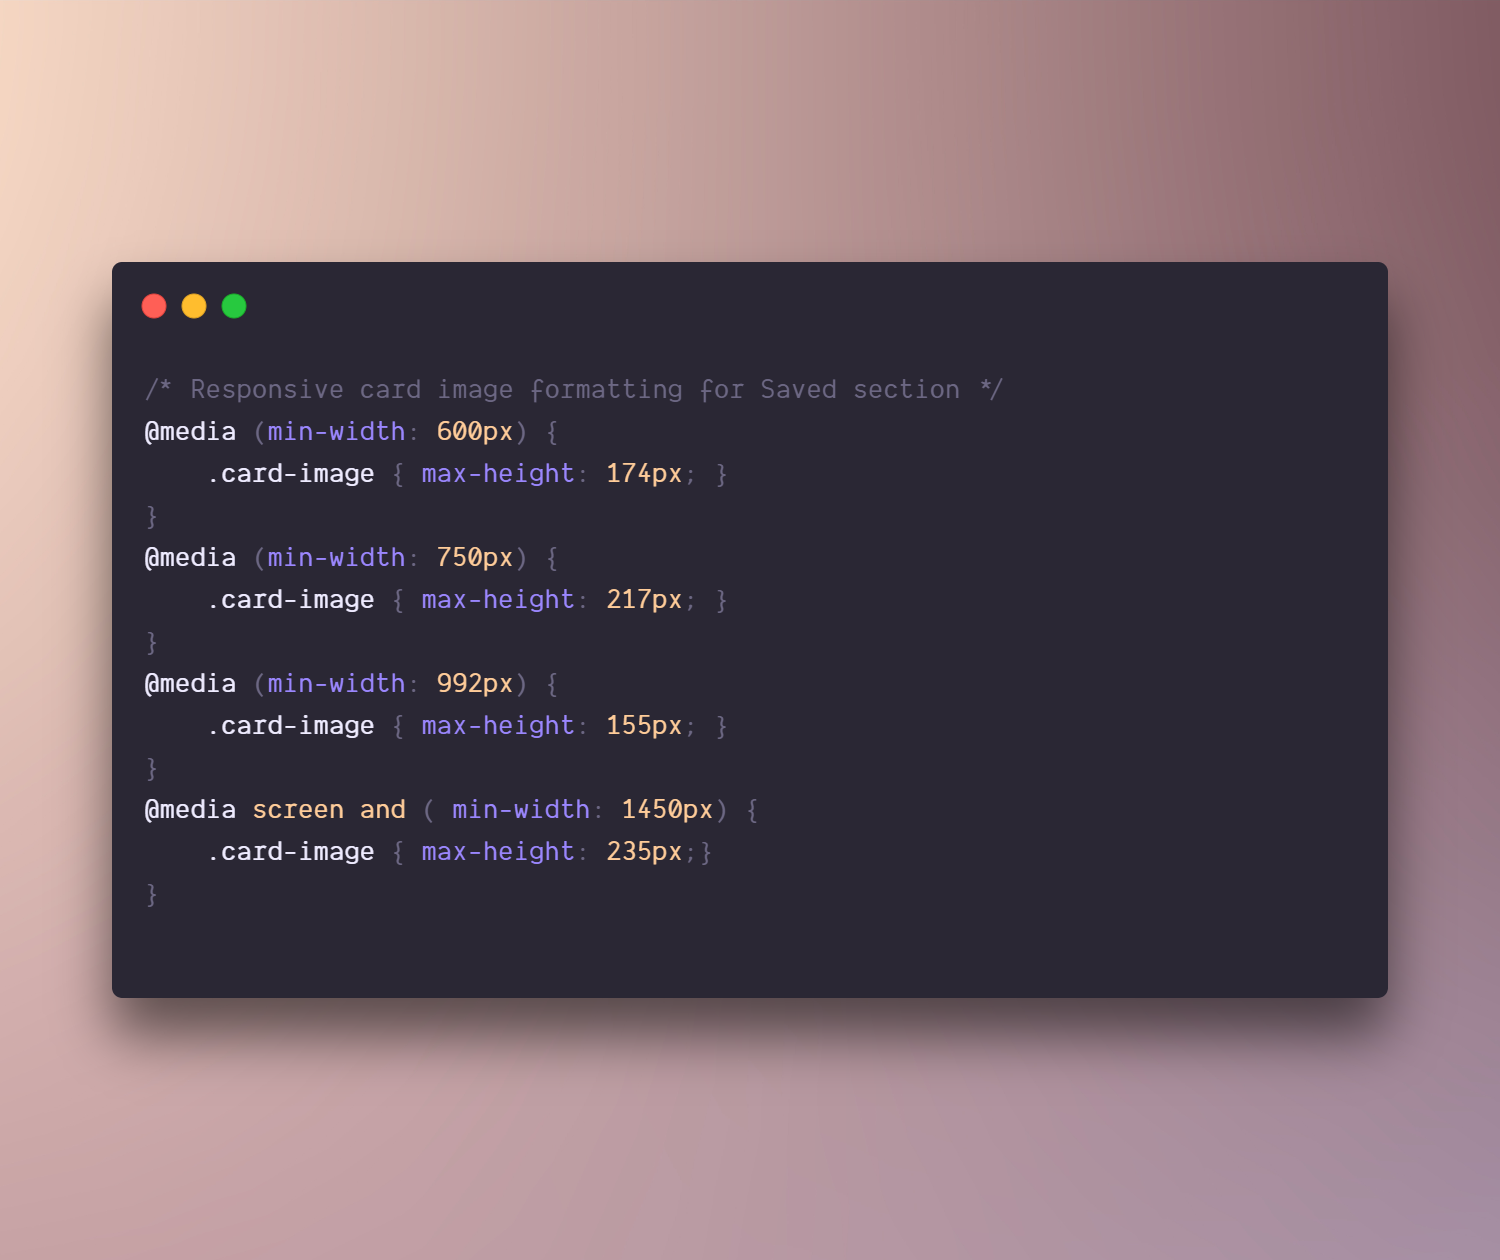 /* Responsive card image formatting for Saved section */
@media (min-width: 600px) {
    .card-image { max-height: 174px; }
}
@media (min-width: 750px) {
    .card-image { max-height: 217px; }
}
@media (min-width: 992px) {
    .card-image { max-height: 155px; }
}
@media screen and ( min-width: 1450px) {
    .card-image { max-height: 235px;}
}